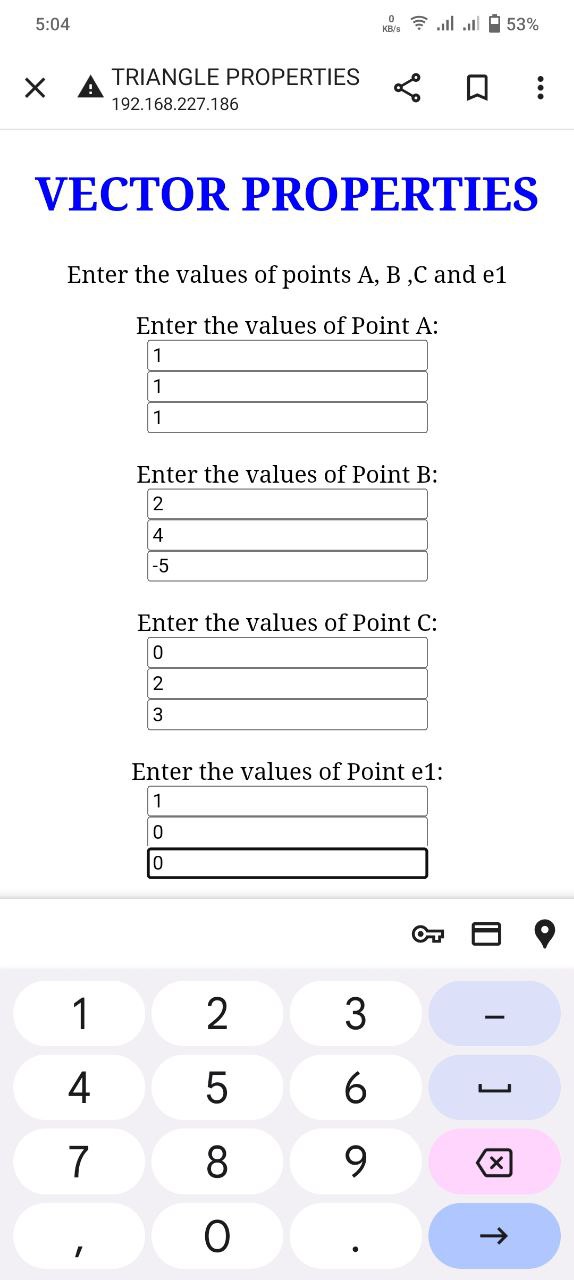 5:04 0 KB/s 53%
TRIANGLE PROPERTIES
192.168.227.186
VECTOR PROPERTIES
Enter the values of points A, B ,C and e1
Enter the values of Point A:
1
1
1
Enter the values of Point B:
2
4
-5
Enter the values of Point C:
0
2
3
Enter the values of Point e1:
1
0
0
1 2 3 –
4 5 6
7 8 9
, 0 .